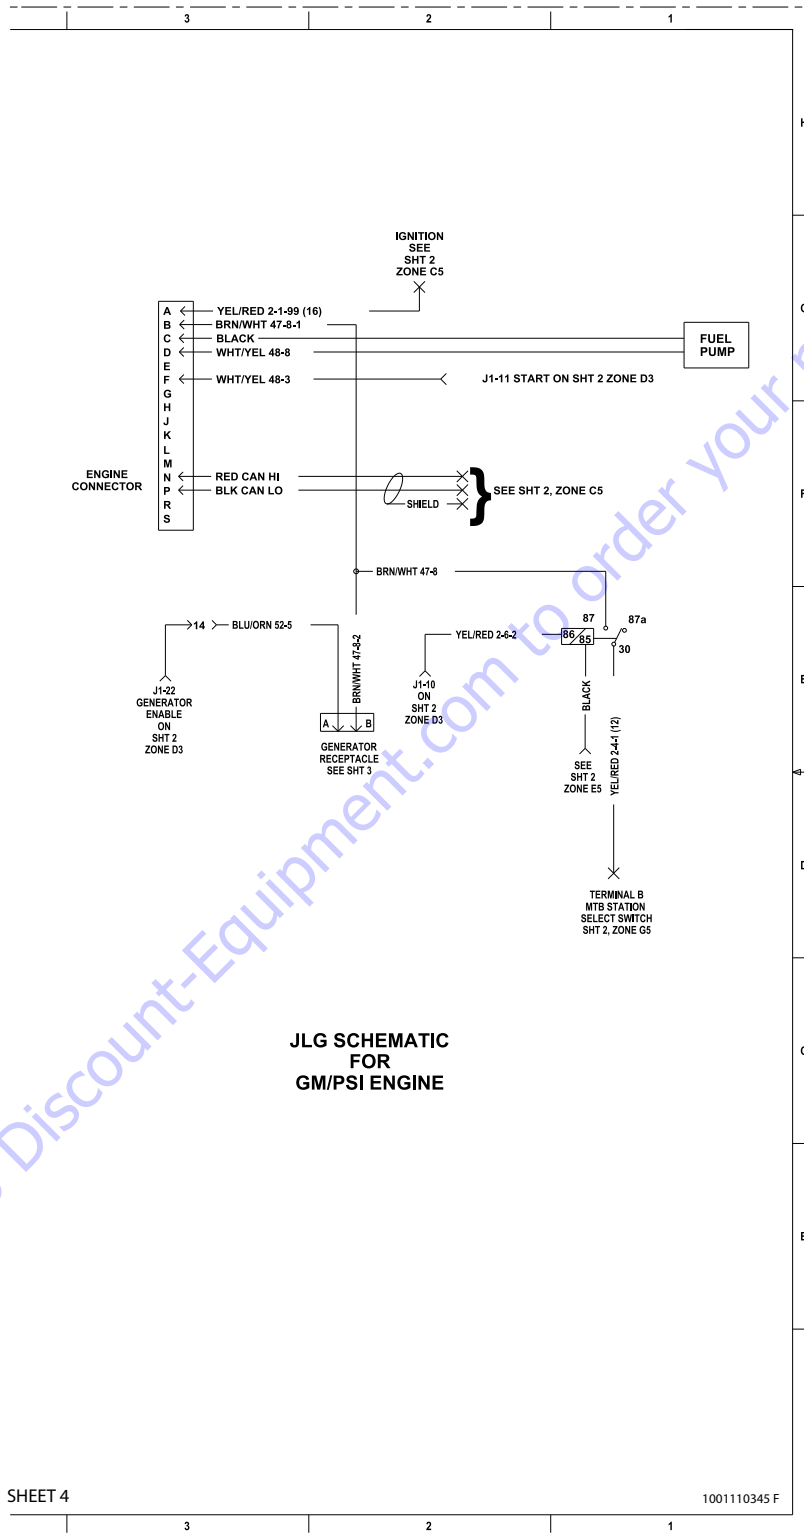 3 2 1
H
IGNITION
SEE
SHT 2
ZONE C5
A YEL/RED 2-1-99 (16)
B BRN/WHT 47-8-1
C BLACK
D WHT/YEL 48-8
E
F WHT/YEL 48-3
G
H
J
K
L
M
N RED CAN HI
P BLK CAN LO
R
S
FUEL
PUMP
J1-11 START ON SHT 2 ZONE D3
ENGINE
CONNECTOR
SHIELD
SEE SHT 2, ZONE C5
F
BRN/WHT 47-8
14 BLU/ORN 52-5
J1-22
GENERATOR
ENABLE
ON
SHT 2
ZONE D3
BRN/WHT 47-8-2
A B
GENERATOR
RECEPTACLE
SEE SHT 3
YEL/RED 2-6-2
J1-10
ON
SHT 2
ZONE D3
87 87a
86 85 30
BLACK
SEE
SHT 2
ZONE E5
YEL/RED 2-4-1 (12)
E
D
TERMINAL B
MTB STATION
SELECT SWITCH
SHT 2, ZONE G5
JLG SCHEMATIC
FOR
GM/PSI ENGINE
Discount-Equipment.com to order your
SHEET 4
1001110345 F
3 2 1